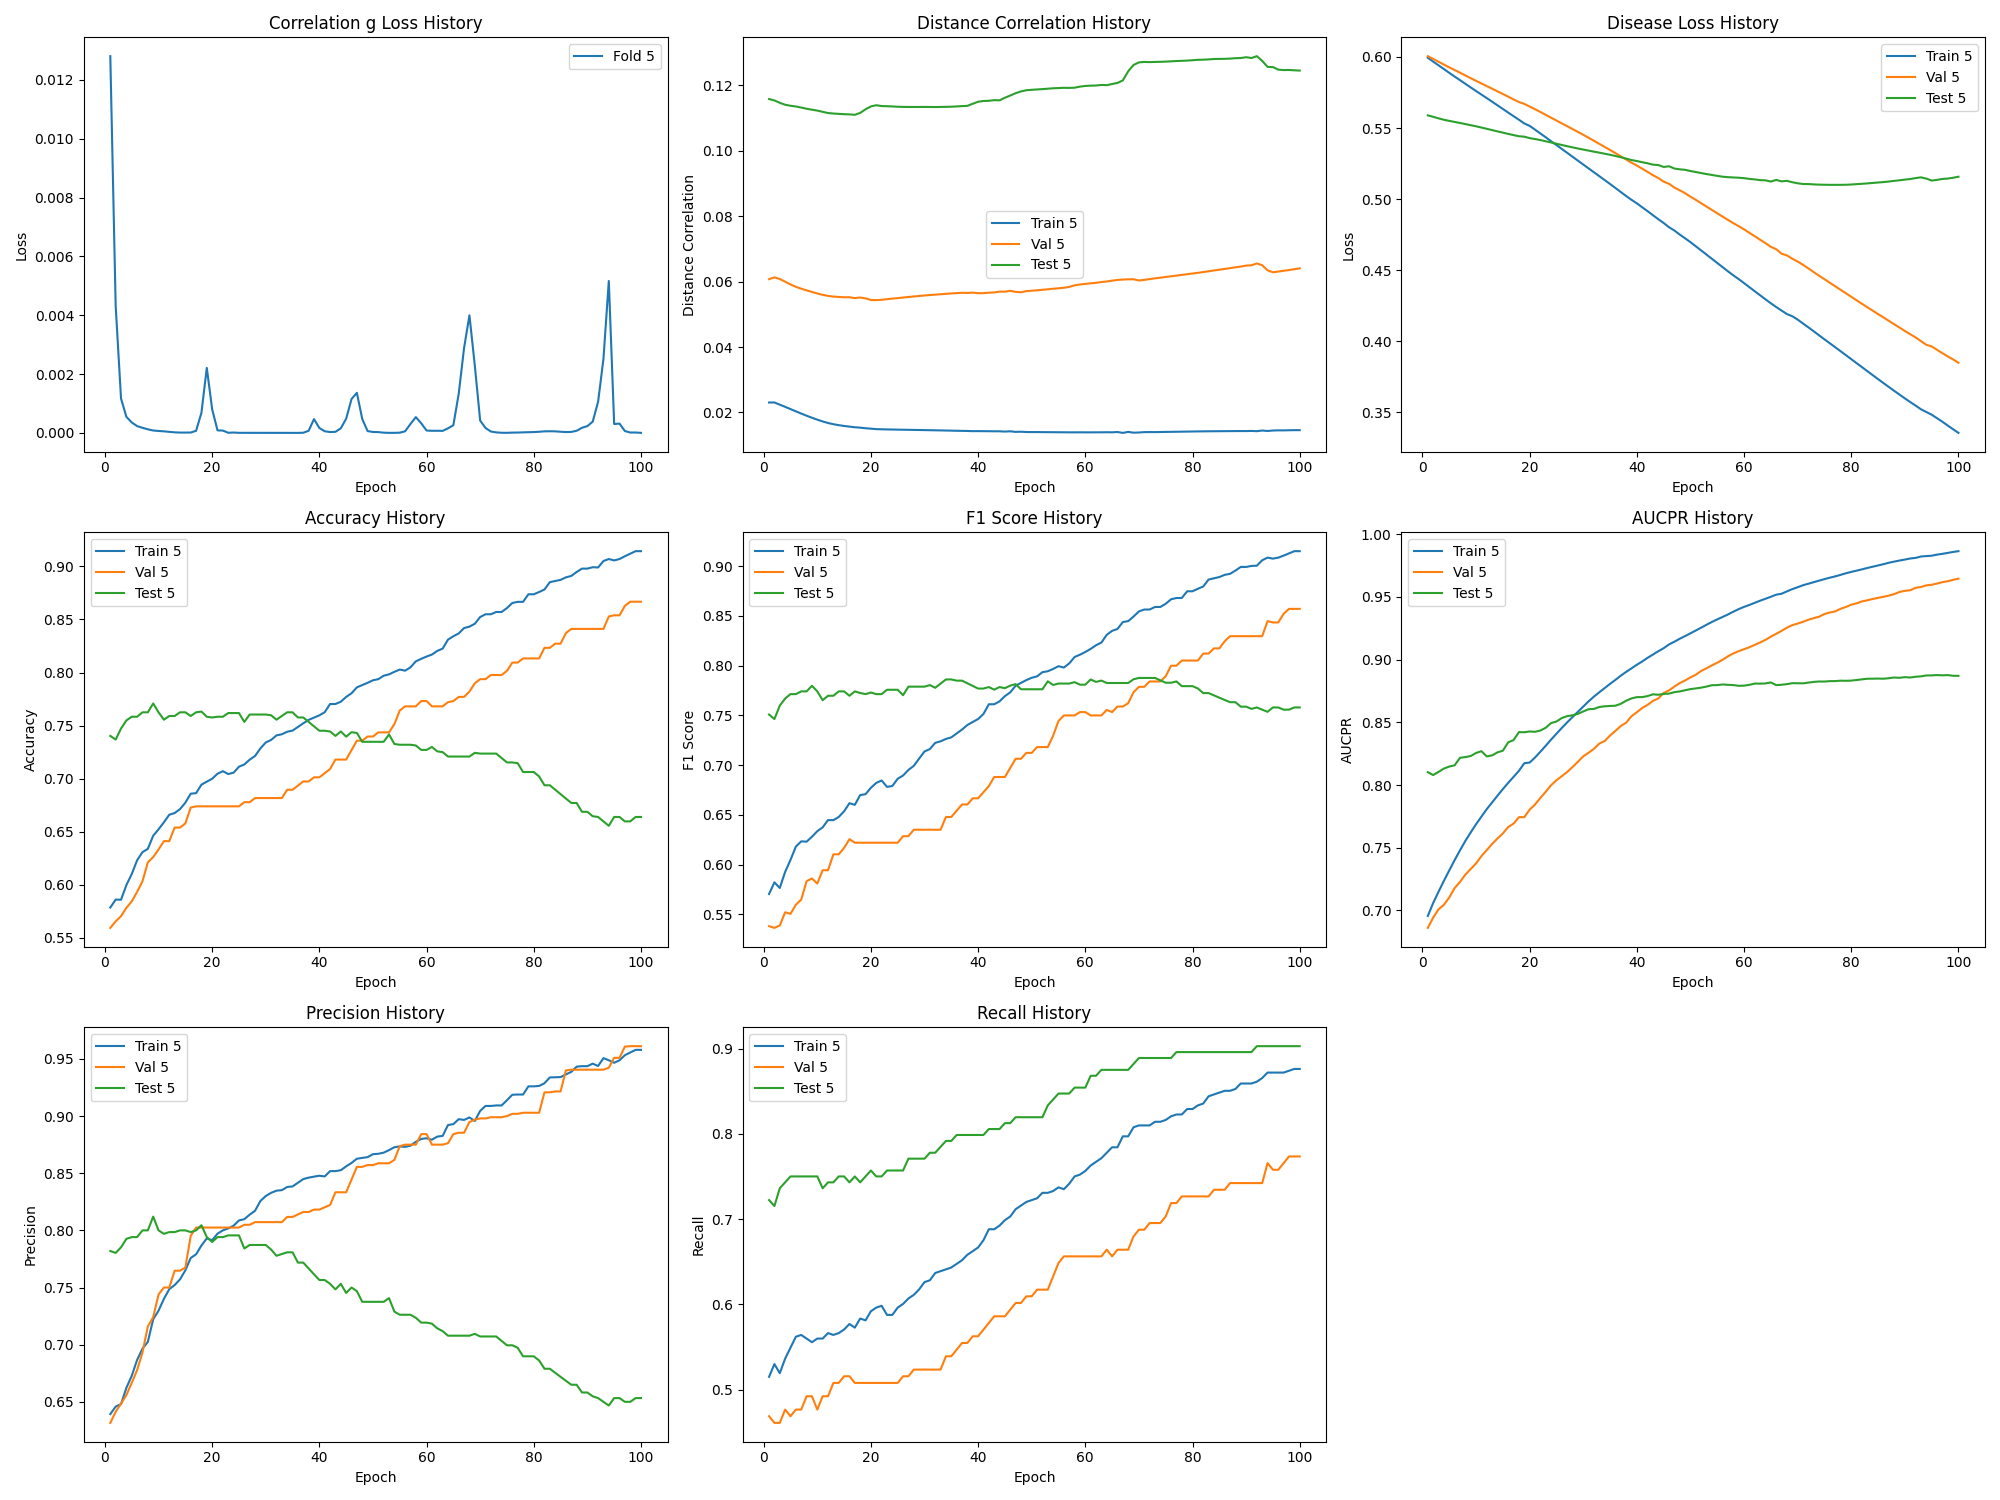 Correlation g Loss History
Fold 5
0.012
0.010
0.008
0.006
0.004
0.002
0.000
Loss
0 20 40 60 80 100
Epoch
Distance Correlation History
Train 5
Val 5
Test 5
0.12
0.10
0.08
0.06
0.04
0.02
Distance Correlation
0 20 40 60 80 100
Epoch
Disease Loss History
Train 5
Val 5
Test 5
0.60
0.55
0.50
0.45
0.40
0.35
Loss
0 20 40 60 80 100
Epoch
Accuracy History
Train 5
Val 5
Test 5
0.90
0.85
0.80
0.75
0.70
0.65
0.60
0.55
Accuracy
0 20 40 60 80 100
Epoch
F1 Score History
Train 5
Val 5
Test 5
0.90
0.85
0.80
0.75
0.70
0.65
0.60
0.55
F1 Score
0 20 40 60 80 100
Epoch
AUCPR History
Train 5
Val 5
Test 5
1.00
0.95
0.90
0.85
0.80
0.75
0.70
AUCPR
0 20 40 60 80 100
Epoch
Precision History
Train 5
Val 5
Test 5
0.95
0.90
0.85
0.80
0.75
0.70
0.65
Precision
0 20 40 60 80 100
Epoch
Recall History
Train 5
Val 5
Test 5
0.9
0.8
0.7
0.6
0.5
Recall
0 20 40 60 80 100
Epoch